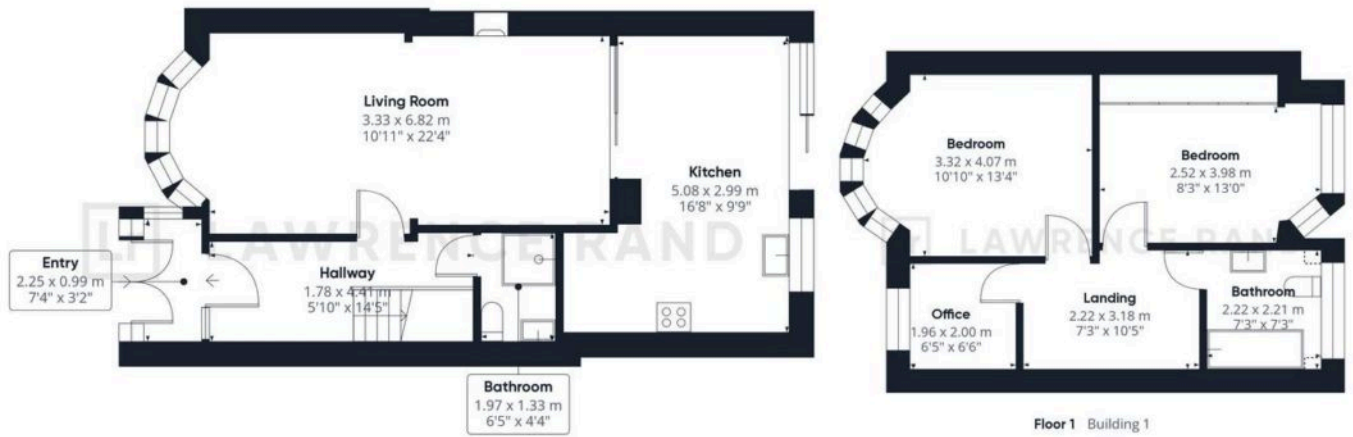 Living Room
3.33 x 6.82 m
10'11" x 22'4"
Kitchen
5.08 x 2.99 m
16'8" x 9'9"
Entry
2.25 x 0.99 m
7'4" x 3'2"
Hallway
1.78 x 4.41 m
5'10" x 14'5"
Bathroom
1.97 x 1.33 m
6'5" x 4'4"
LAWRENCE RAND
Bedroom
3.32 x 4.07 m
10'10" x 13'4"
Bedroom
2.52 x 3.98 m
8'3" x 13'0"
LAWRENCE RAN
Office
1.96 x 2.00 m
6'5" x 6'6"
Landing
2.22 x 3.18 m
7'3" x 10'5"
Bathroom
2.22 x 2.21 m
7'3" x 7'3"
Floor 1 Building 1